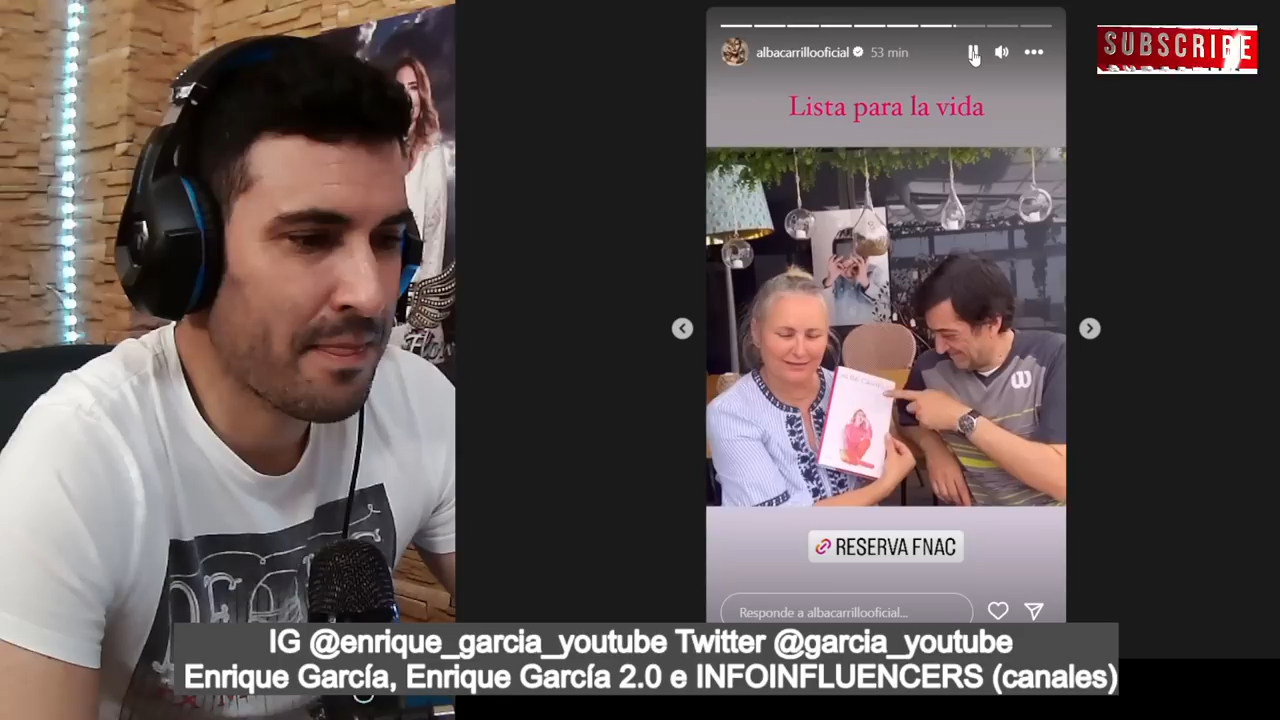 albacarrillooficial 53 min
SUBSCRIBE
Lista para la vida
RESERVA FNAC
Responde a albacarrillooficial...
IG @enrique_garcia_youtube Twitter @garcia_youtube
Enrique García, Enrique García 2.0 e INFOINFLUENCERS (canales)